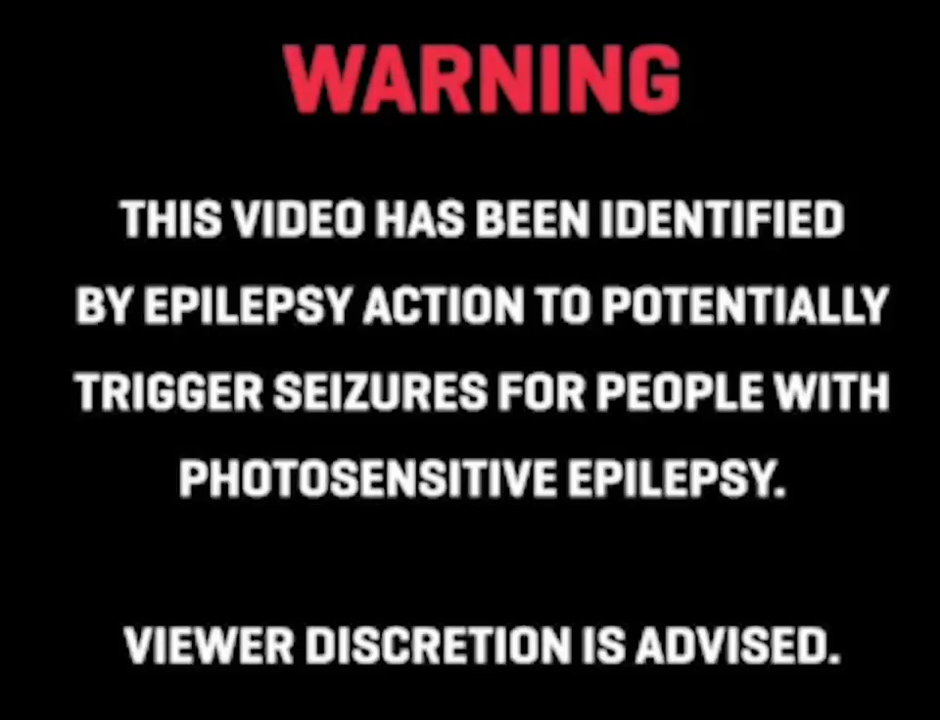 WARNING
THIS VIDEO HAS BEEN IDENTIFIED
BY EPILEPSY ACTION TO POTENTIALLY
TRIGGER SEIZURES FOR PEOPLE WITH
PHOTOSENSITIVE EPILEPSY.
VIEWER DISCRETION IS ADVISED.